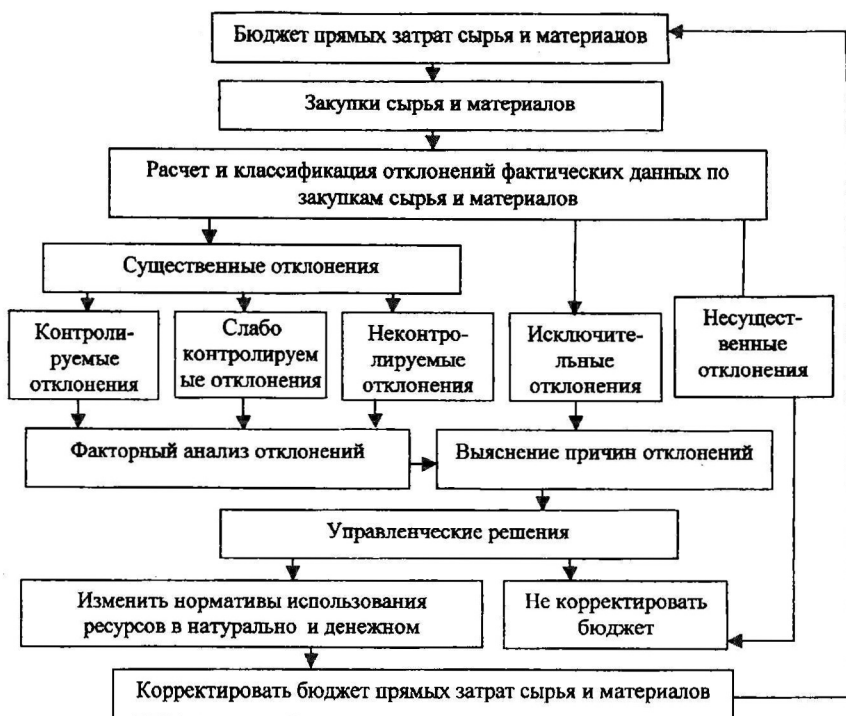 Бюджет прямых затрат сырья и материалов
Закупки сырья и материалов
Расчет и классификация отклонений фактических данных по
закупкам сырья и материалов
Существенные отклонения
Контроли-
руемые
отклонения
Слабо
контролируем
ые отклонения
Неконтро-
лируемые
отклонения
Исключите-
льные
отклонения
Несущест-
венные
отклонения
Факторный анализ отклонений
Выяснение причин отклонений
Управленческие решения
Изменить нормативы использования
ресурсов в натурально и денежном
Не корректировать
бюджет
Корректировать бюджет прямых затрат сырья и материалов